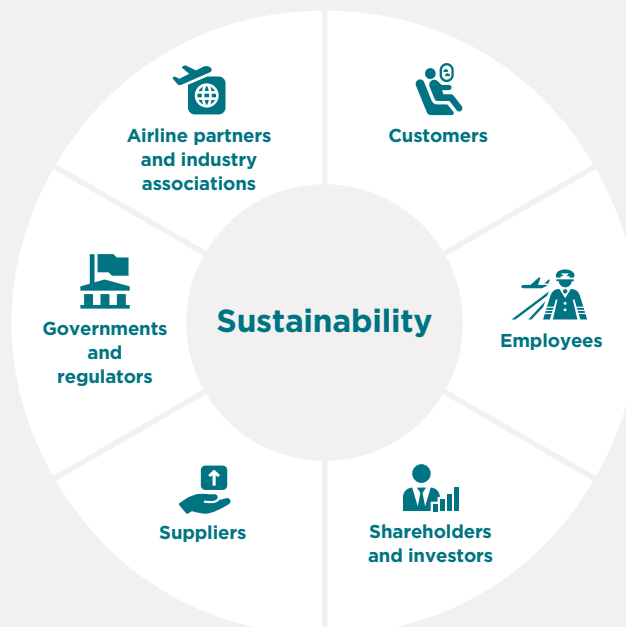 Airline partners
and industry
associations
Customers
Governments
and
regulators
Sustainability
Employees
Suppliers
Shareholders
and investors